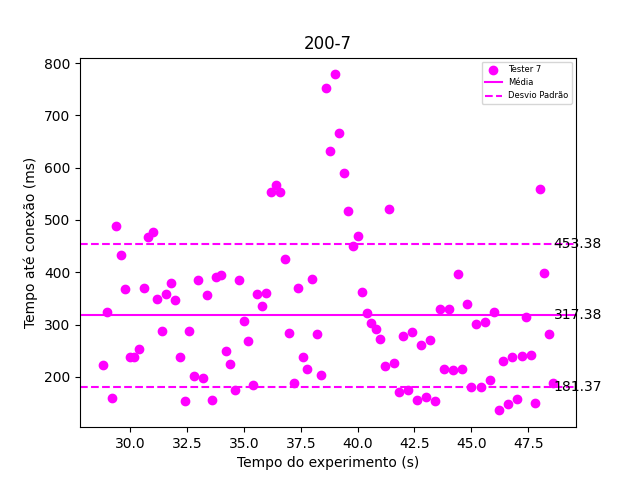 200-7
Tempo até conexão (ms)
800
700
600
500
400
300
200
Tester 7
Média
Desvio Padrão
453.38
317.38
181.37
30.0 32.5 35.0 37.5 40.0 42.5 45.0 47.5
Tempo do experimento (s)